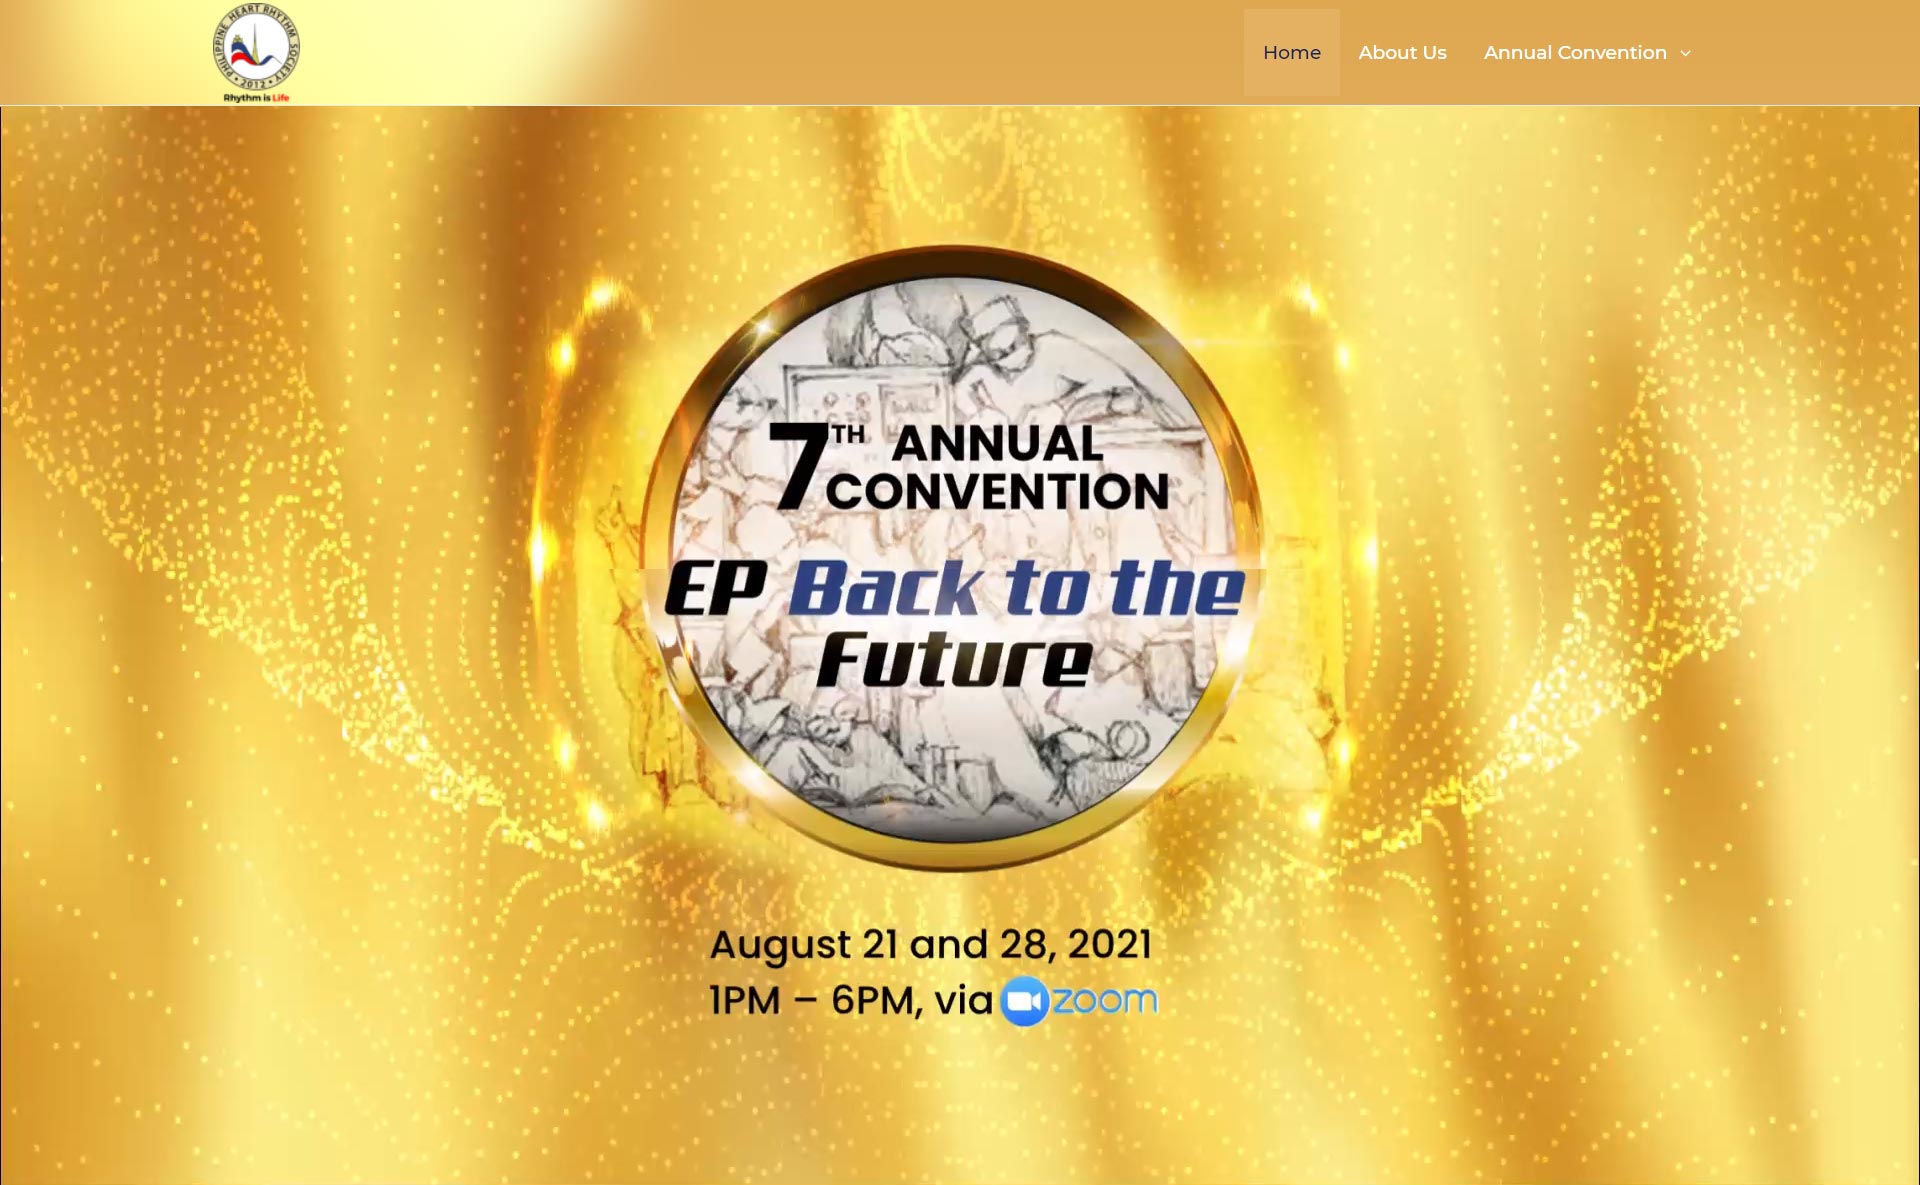 PHILIPPINE HEART RHYTHM SOCIETY
• 2012 •
Rhythm is Life
Home
About Us
Annual Convention
7TH ANNUAL
CONVENTION
EP Back to the
Future
August 21 and 28, 2021
1PM – 6PM, via zoom